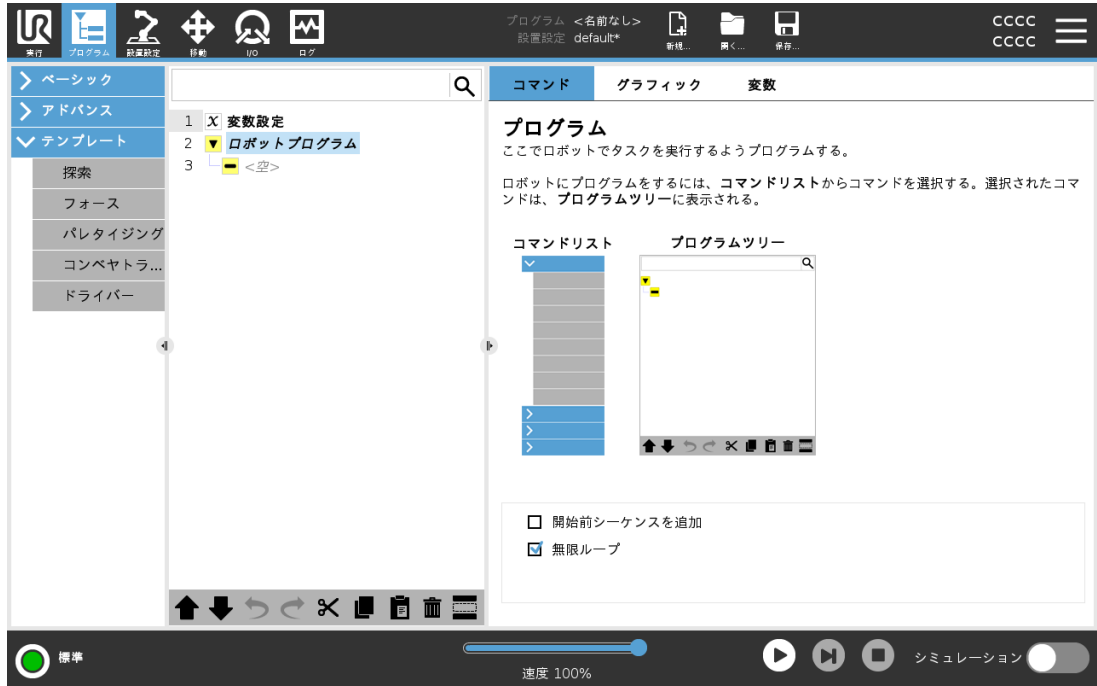 UR
実行
プログラム
設置設定
移動
I/O
ログ
プログラム <名前なし>
設置設定 default*
新規...
開く...
保存...
CCCC
CCCC
ベーシック
アドバンス
テンプレート
探索
フォース
パレタイジング
コンベヤトラ...
ドライバー
1 X 変数設定
2 ロボットプログラム
3 <空>
コマンド グラフィック 変数
プログラム
ここでロボットでタスクを実行するようプログラムする。
ロボットにプログラムをするには、コマンドリストからコマンドを選択する。選択されたコマ
ンドは、プログラムツリーに表示される。
コマンドリスト プログラムツリー
開始前シーケンスを追加
無限ループ
標準
速度 100%
シミュレーション